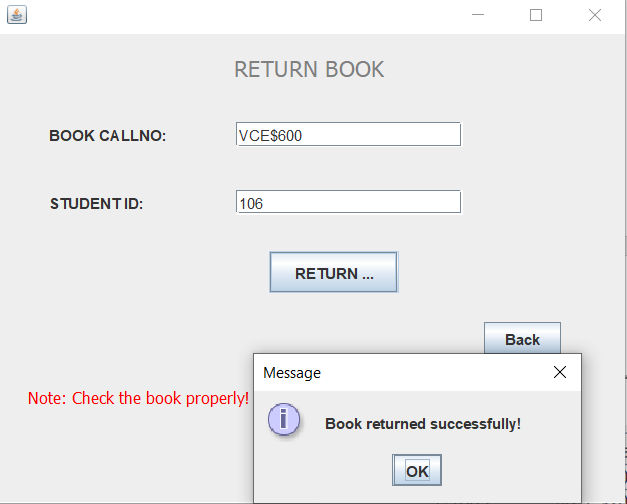 RETURN BOOK
BOOK CALLNO:
VCE$600
STUDENT ID:
106
RETURN ...
Back
Note: Check the book properly!
Message
Book returned successfully!
OK